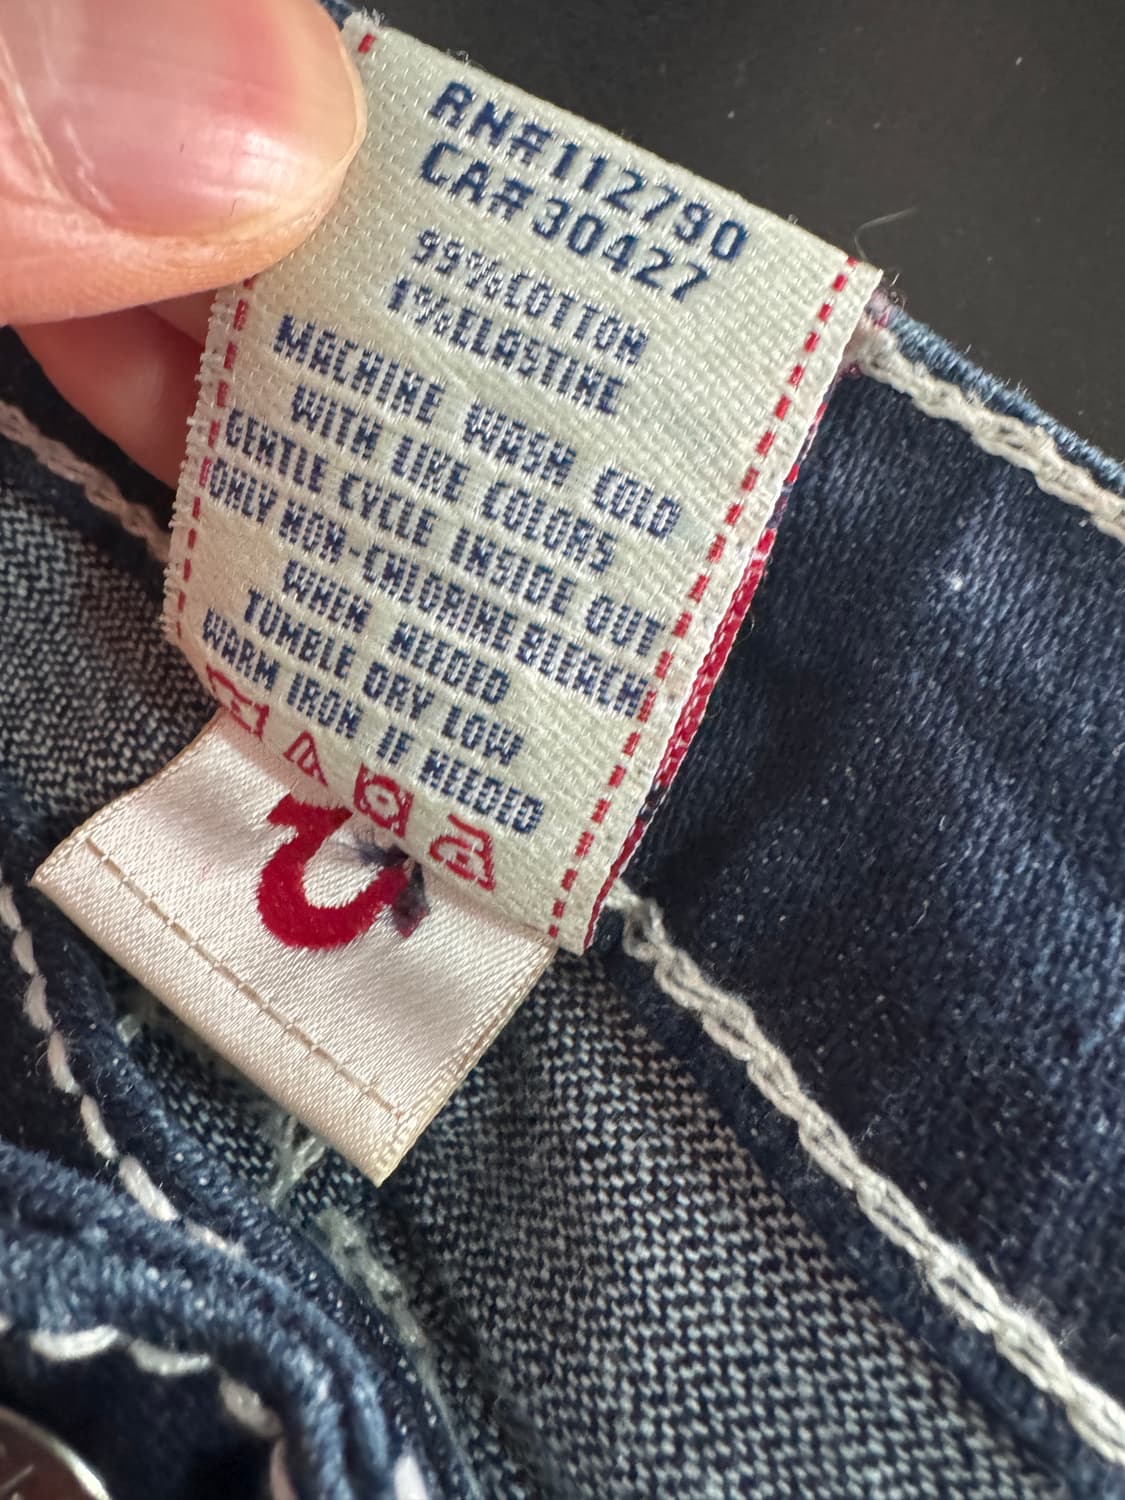 RN#112790
CA#30427
99%COTTON
1%ELASTINE
MACHINE WASH COLD
WITH LIKE COLORS
GENTLE CYCLE INSIDE OUT
ONLY NON-CHLORINE BLEACH
WHEN NEEDED
TUMBLE DRY LOW
WARM IRON IF NEEDED